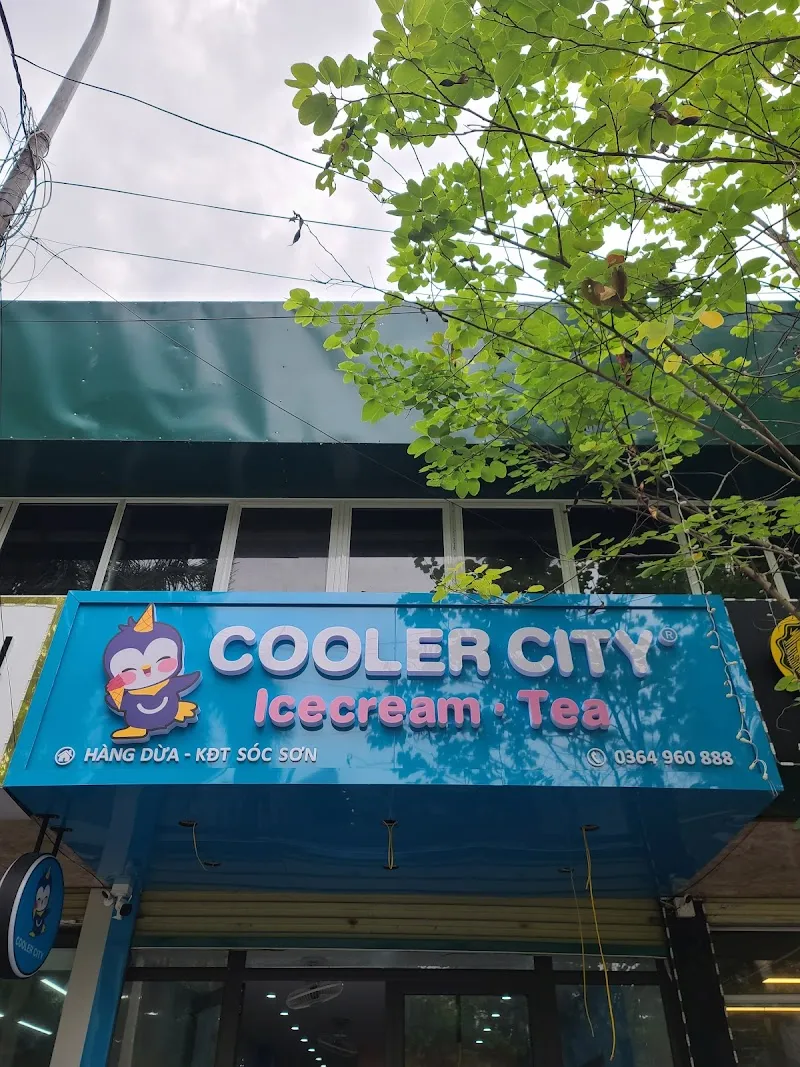 COOLER CITY®
Icecream · Tea
HÀNG DỪA - KĐT SÓC SƠN
0364 960 888
COOLER CITY